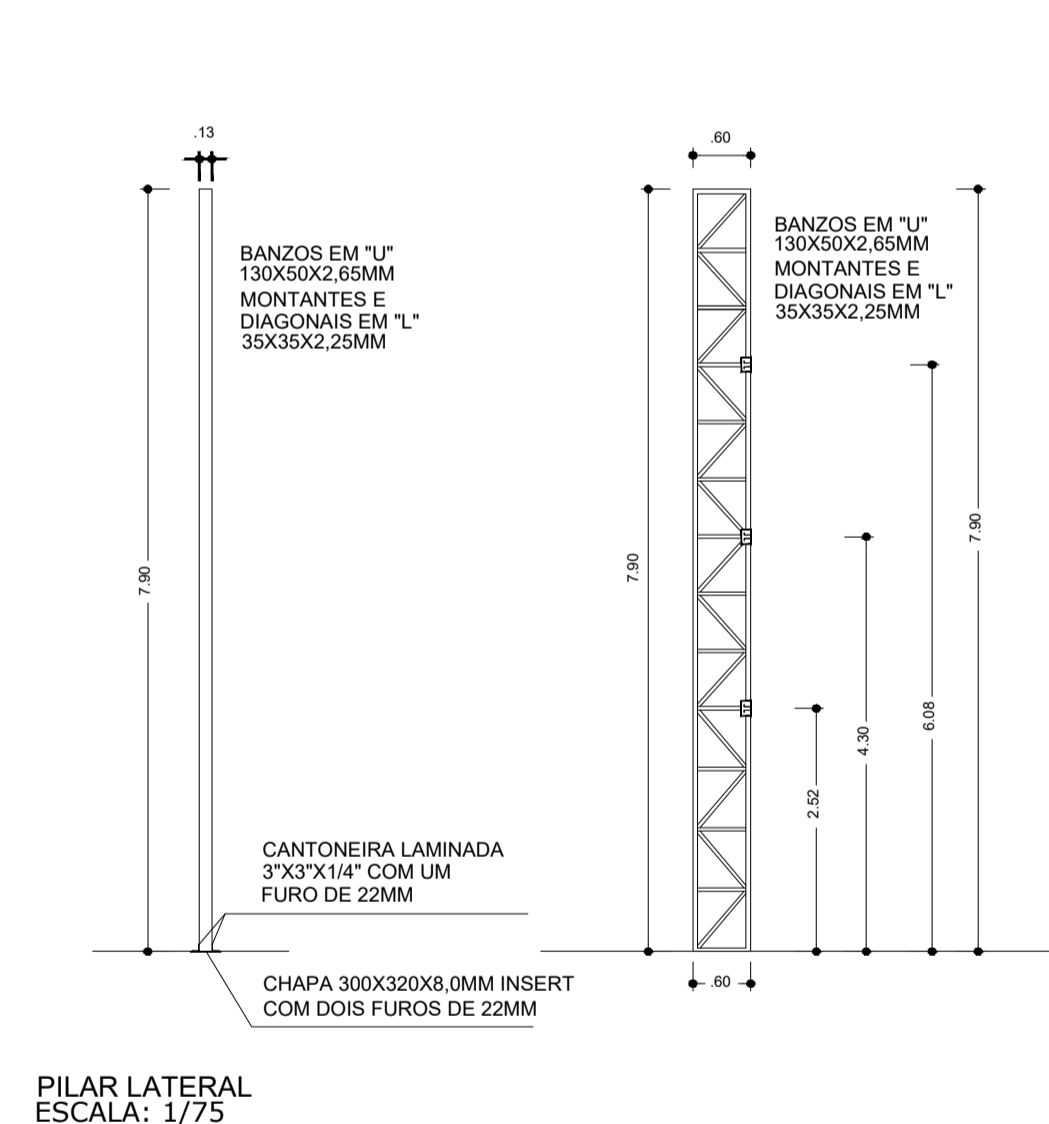 .13
.60
BANZOS EM "U"
130X50X2,65MM
MONTANTES E
DIAGONAIS EM "L"
35X35X2,25MM
BANZOS EM "U"
130X50X2,65MM
MONTANTES E
DIAGONAIS EM "L"
35X35X2,25MM
7.90
7.90
7.90
6.08
4.30
2.52
CANTONEIRA LAMINADA
3"X3"X1/4" COM UM
FURO DE 22MM
CHAPA 300X320X8,0MM INSERT
COM DOIS FUROS DE 22MM
.60
PILAR LATERAL
ESCALA: 1/75